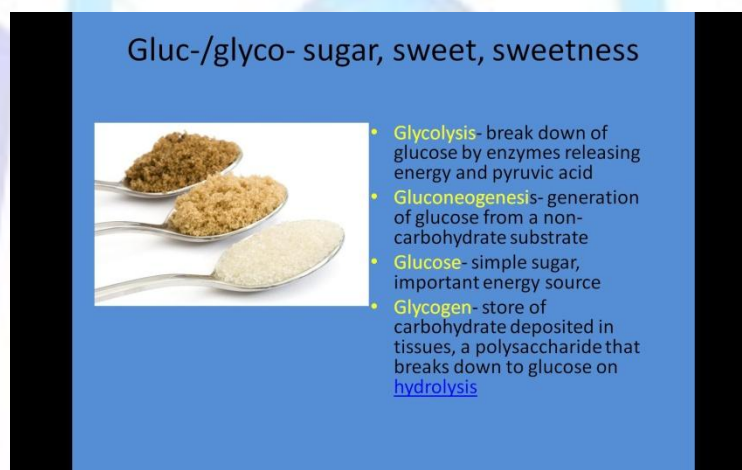 Gluc-/glyco- sugar, sweet, sweetness
• Glycolysis- break down of
glucose by enzymes releasing
energy and pyruvic acid
• Gluconeogenesis- generation
of glucose from a non-
carbohydrate substrate
• Glucose- simple sugar,
important energy source
• Glycogen- store of
carbohydrate deposited in
tissues, a polysaccharide that
breaks down to glucose on
hydrolysis